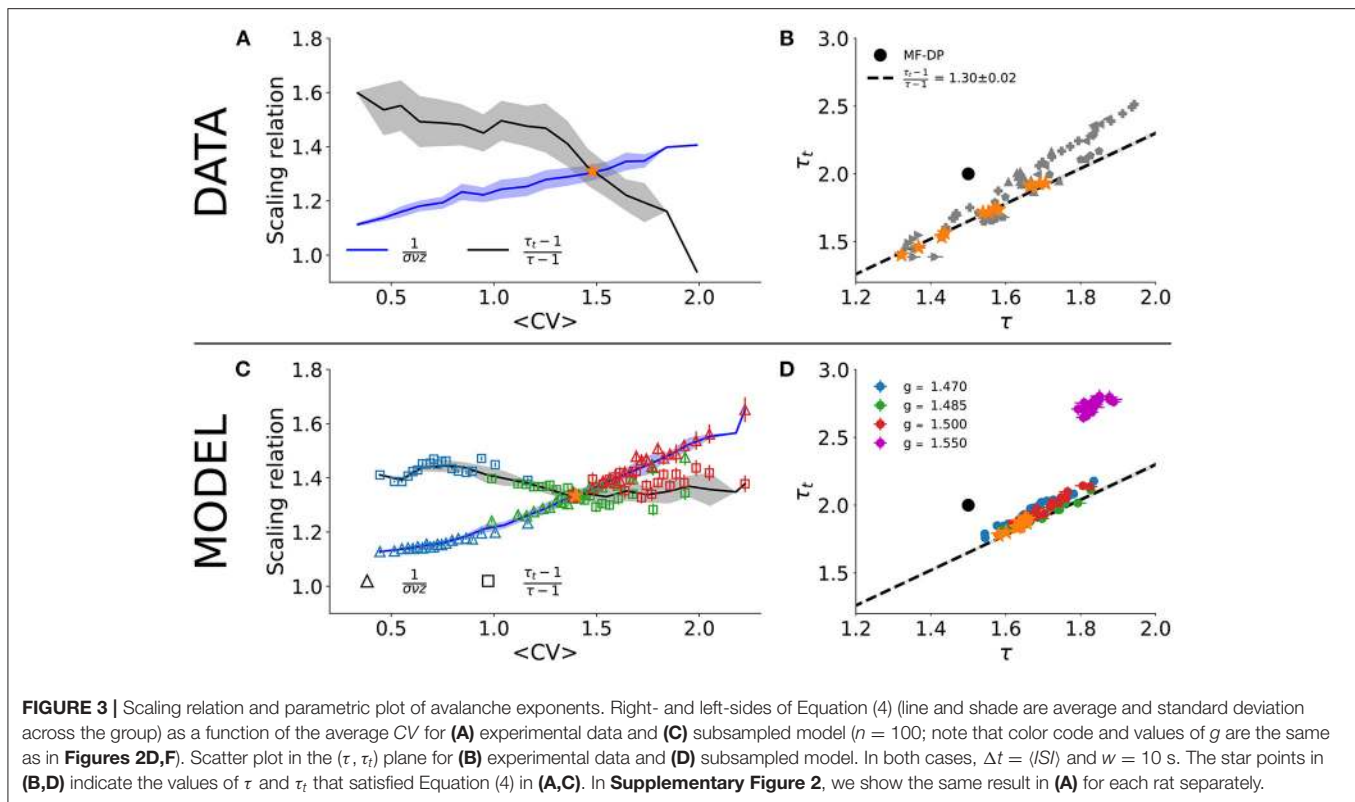 DATA
A
1.8
1.6
1.4
1.2
1.0
Scaling relation
1/σνz
τt−1/τ−1
0.5 1.0 1.5 2.0
<CV>
B
3.0
2.5
2.0
1.5
τt
MF-DP
τt−1/τ−1 = 1.30±0.02
1.2 1.4 1.6 1.8 2.0
τ
MODEL
C
1.8
1.6
1.4
1.2
1.0
Scaling relation
1/σνz
τt−1/τ−1
0.5 1.0 1.5 2.0
<CV>
D
3.0
2.5
2.0
1.5
τt
g = 1.470
g = 1.485
g = 1.500
g = 1.550
1.2 1.4 1.6 1.8 2.0
τ
FIGURE 3 | Scaling relation and parametric plot of avalanche exponents. Right- and left-sides of Equation (4) (line and shade are average and standard deviation
across the group) as a function of the average CV for (A) experimental data and (C) subsampled model (n = 100; note that color code and values of g are the same
as in Figures 2D,F). Scatter plot in the (τ, τt) plane for (B) experimental data and (D) subsampled model. In both cases, Δt = ⟨ISI⟩ and w = 10 s. The star points in
(B,D) indicate the values of τ and τt that satisfied Equation (4) in (A,C). In Supplementary Figure 2, we show the same result in (A) for each rat separately.